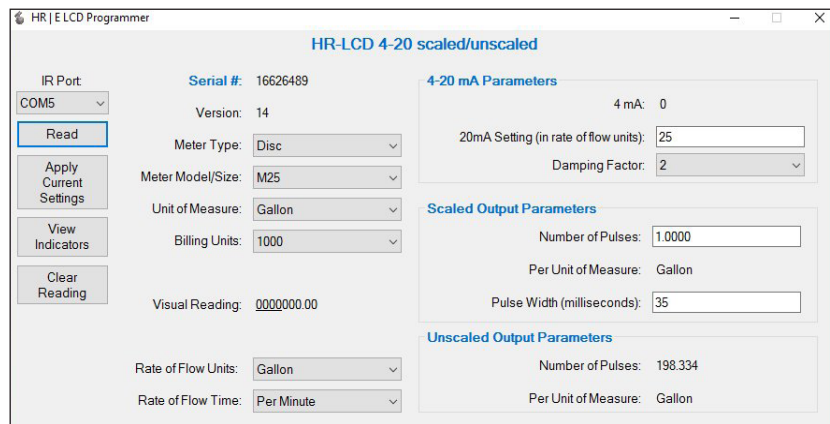 HR | E LCD Programmer
HR-LCD 4-20 scaled/unscaled
IR Port:
COM5
Read
Apply
Current
Settings
View
Indicators
Clear
Reading
Serial #: 16626489
Version: 14
Meter Type: Disc
Meter Model/Size: M25
Unit of Measure: Gallon
Billing Units: 1000
Visual Reading: 0000000.00
Rate of Flow Units: Gallon
Rate of Flow Time: Per Minute
4-20 mA Parameters
4 mA: 0
20mA Setting (in rate of flow units): 25
Damping Factor: 2
Scaled Output Parameters
Number of Pulses: 1.0000
Per Unit of Measure: Gallon
Pulse Width (milliseconds): 35
Unscaled Output Parameters
Number of Pulses: 198.334
Per Unit of Measure: Gallon